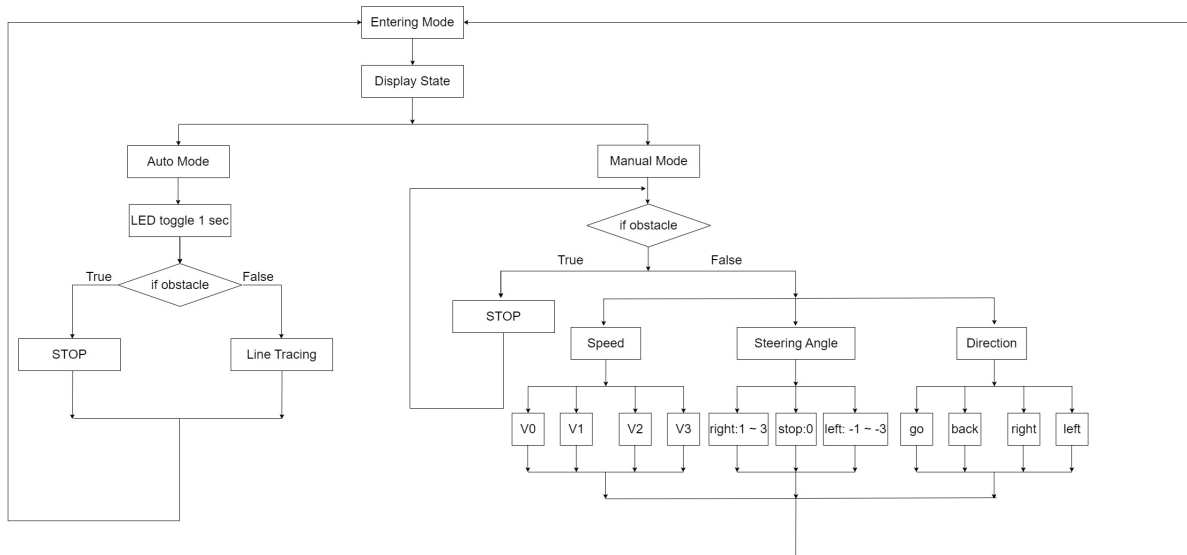 Entering Mode
Display State
Auto Mode
Manual Mode
LED toggle 1 sec
if obstacle
True
False
if obstacle
True
False
STOP
Line Tracing
STOP
Speed
Steering Angle
Direction
V0
V1
V2
V3
right:1 ~ 3
stop:0
left: -1 ~ -3
go
back
right
left